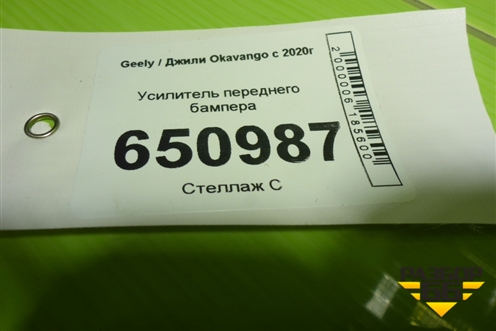 Geely / Джили Okavango с 2020г
Усилитель переднего
бампера
650987
Стеллаж С
2000006185600